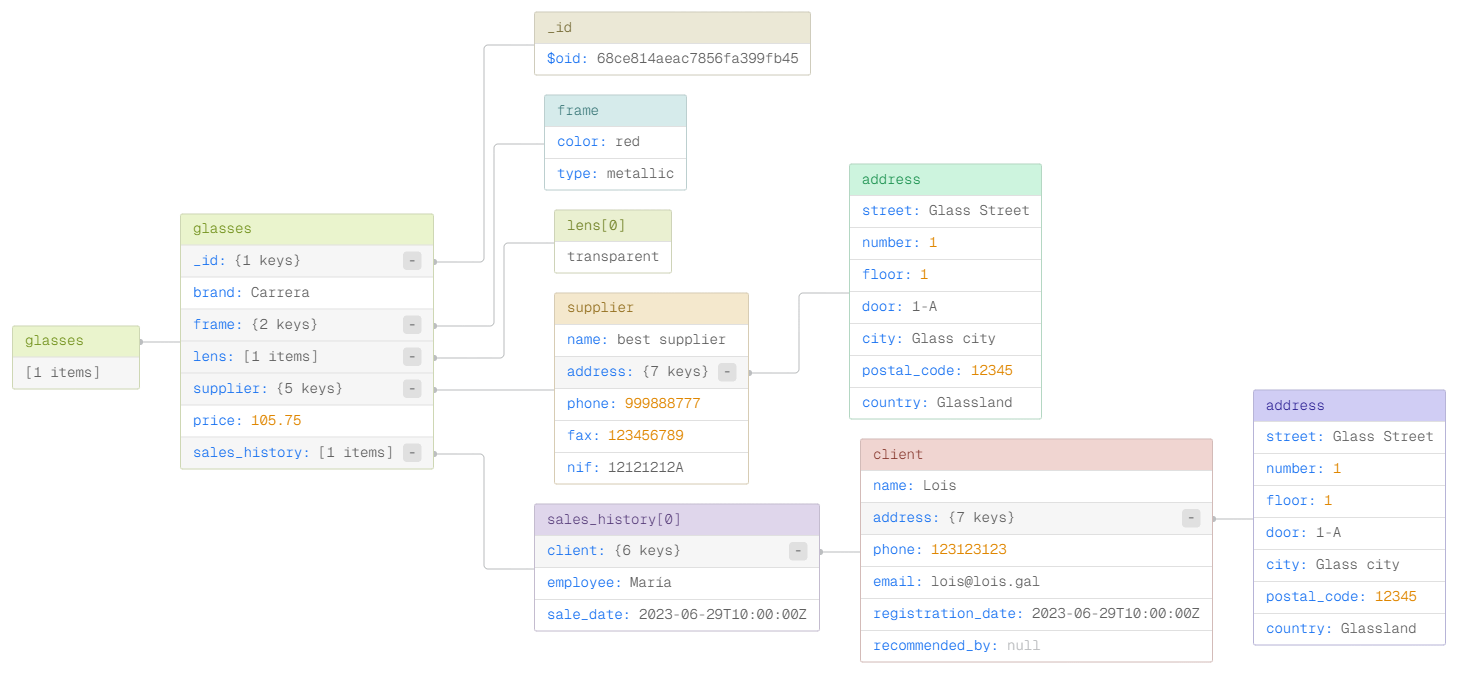 glasses
[1 items]
glasses
_id: {1 keys} -
brand: Carrera
frame: {2 keys} -
lens: [1 items] -
supplier: {5 keys} -
price: 105.75
sales_history: [1 items] -
_id
$oid: 68ce814aeac7856fa399fb45
frame
color: red
type: metallic
lens[0]
transparent
supplier
name: best supplier
address: {7 keys} -
phone: 999888777
fax: 123456789
nif: 12121212A
address
street: Glass Street
number: 1
floor: 1
door: 1-A
city: Glass city
postal_code: 12345
country: Glassland
sales_history[0]
client: {6 keys} -
employee: María
sale_date: 2023-06-29T10:00:00Z
client
name: Lois
address: {7 keys} -
phone: 123123123
email: lois@lois.gal
registration_date: 2023-06-29T10:00:00Z
recommended_by: null
address
street: Glass Street
number: 1
floor: 1
door: 1-A
city: Glass city
postal_code: 12345
country: Glassland